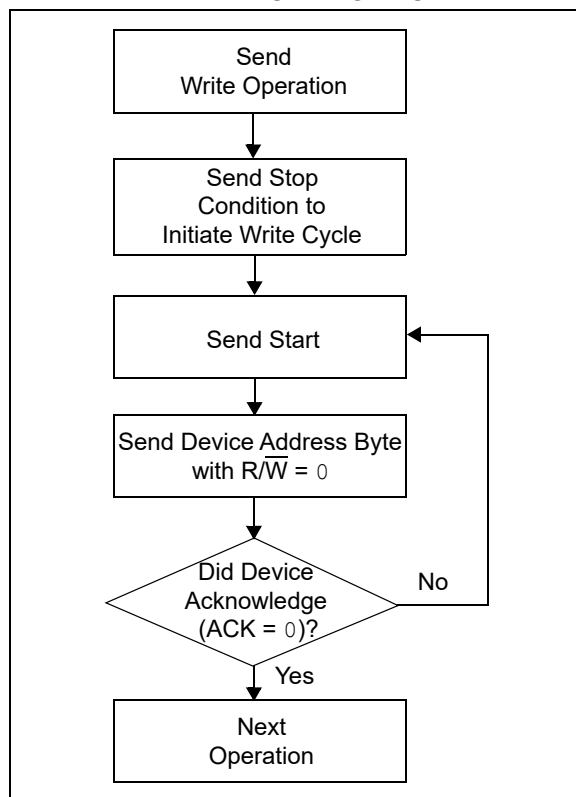 Send
Write Operation
Send Stop
Condition to
Initiate Write Cycle
Send Start
Send Device Address Byte
with R/W̅ = 0
Did Device
Acknowledge
(ACK = 0)?
No
Yes
Next
Operation